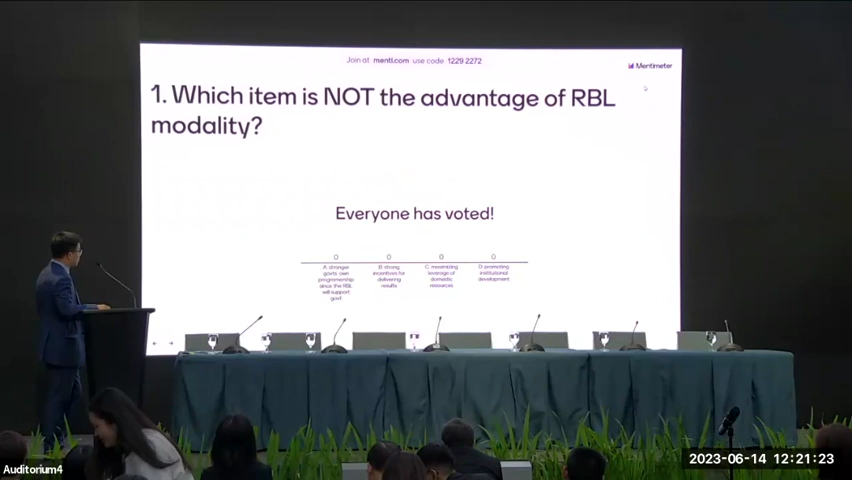 Join at menti.com use code 1229 2272
Mentimeter
1. Which item is NOT the advantage of RBL
modality?
Everyone has voted!
0 0 0 0
A. stronger
govt's own
programership
since the RBL
will support
govt
B. strong
incentives for
delivering
results
C. maximizing
leverage of
domestic
resources
D. promoting
institutional
development
Auditorium4
2023-06-14 12:21:23